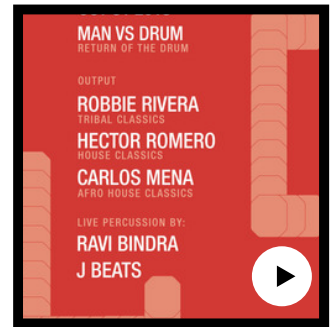 MAN VS DRUM
RETURN OF THE DRUM
OUTPUT
ROBBIE RIVERA
TRIBAL CLASSICS
HECTOR ROMERO
HOUSE CLASSICS
CARLOS MENA
AFRO HOUSE CLASSICS
LIVE PERCUSSION BY:
RAVI BINDRA
J BEATS